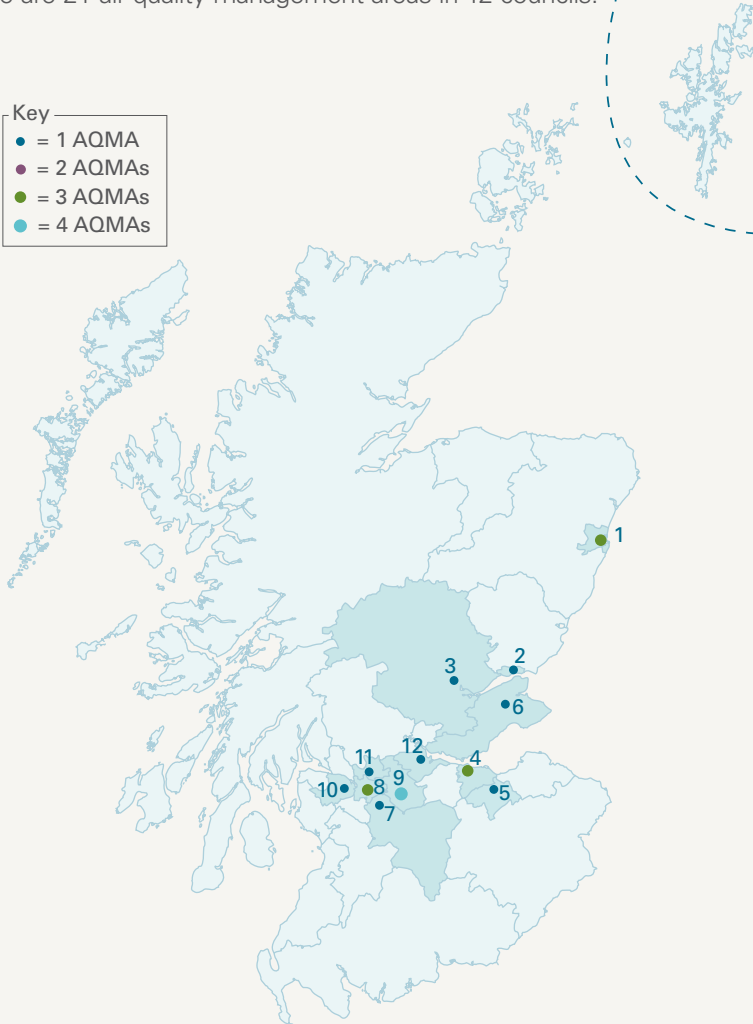 are 21 air quality management areas in 12 councils.
Key
= 1 AQMA
= 2 AQMAs
= 3 AQMAs
= 4 AQMAs
1
2
3
6
12
4
11
9
10
8
5
7